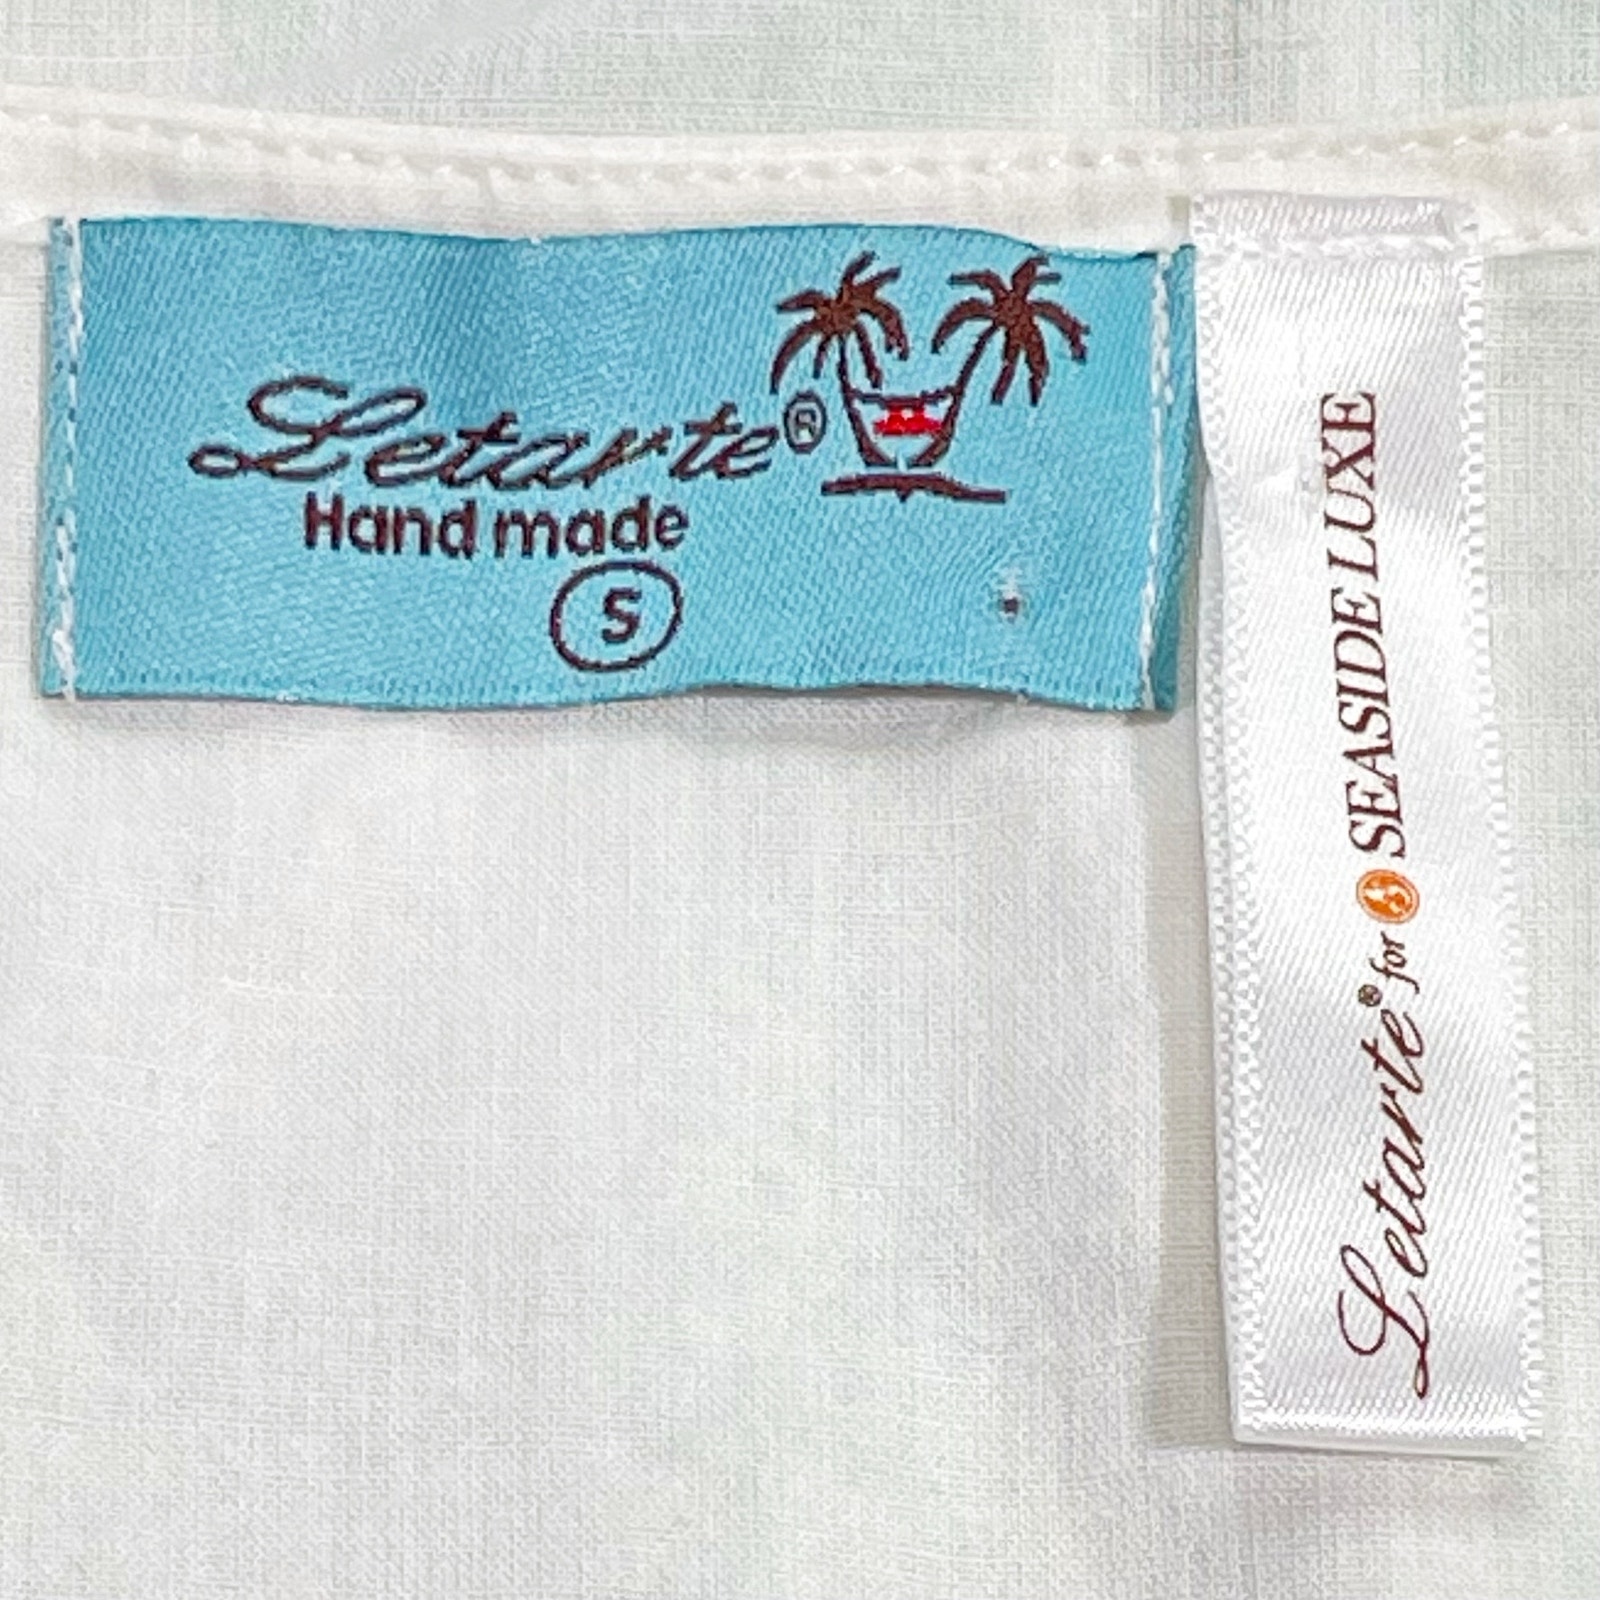 Letarte®
Hand made
S
Letarte® for SEASIDE LUXE